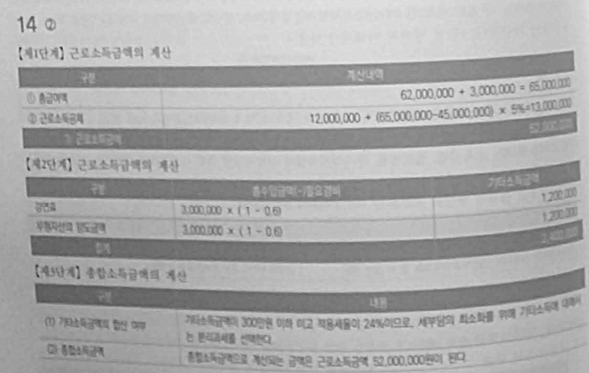 14 ②
【제1단계】 근로소득금액의 계산
구분 계산내역
① 총급여액 62,000,000 + 3,000,000 = 65,000,000
② 근로소득공제 12,000,000 + (65,000,000-45,000,000) × 5%=13,000,000
③ 근로소득금액 52,000,000
【제2단계】 근로소득금액의 계산
구분 총수입금액(-)필요경비 기타소득금액
강연료 3,000,000 × ( 1 - 0.6) 1,200,000
무형자산의 양도금액 3,000,000 × ( 1 - 0.6) 1,200,000
합계 2,400,000
【제3단계】 종합소득금액의 계산
구분 내용
(1) 기타소득금액의 합산 여부 기타소득금액이 300만원 이하 이고 적용세율이 24%이므로, 세부담의 최소화를 위해 기타소득에 대해서
는 분리과세를 선택한다.
(2) 종합소득금액 종합소득금액으로 계산되는 금액은 근로소득금액 52,000,000원이 된다.